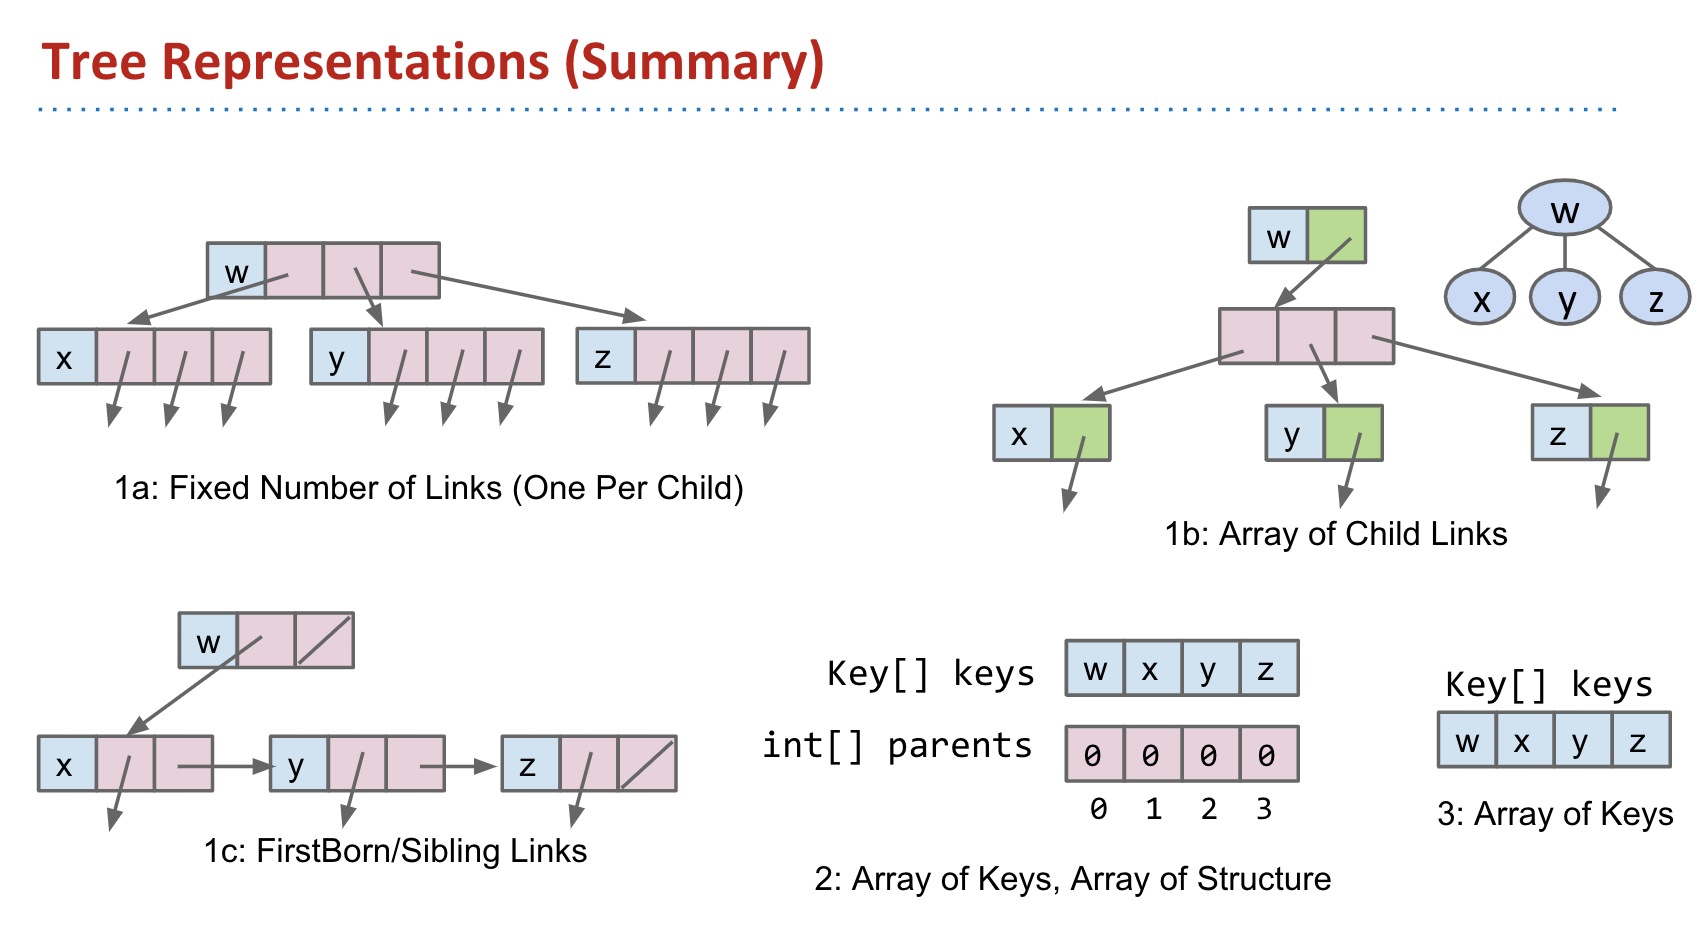 Tree Representations (Summary)
w
x y z
1a: Fixed Number of Links (One Per Child)
w
x y z
1b: Array of Child Links
w
x y z
w
x y z
1c: FirstBorn/Sibling Links
Key[] keys w x y z
int[] parents 0 0 0 0
0 1 2 3
2: Array of Keys, Array of Structure
Key[] keys
w x y z
3: Array of Keys